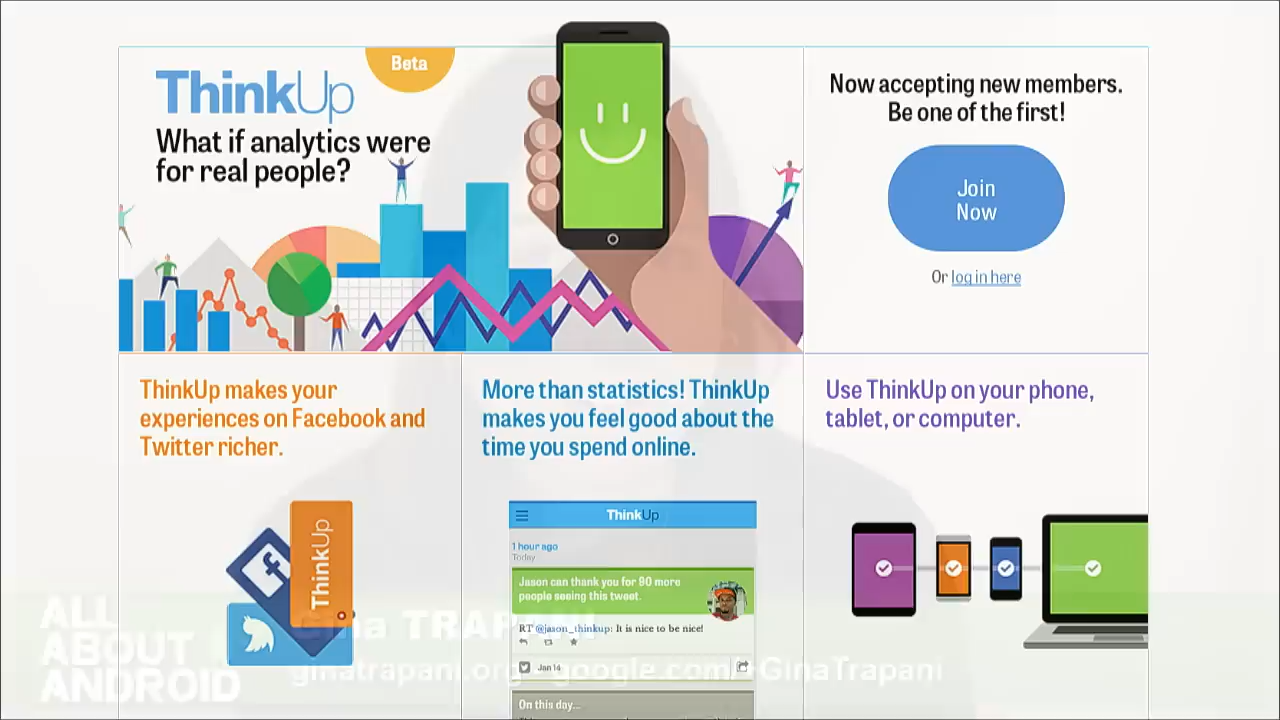 Beta
ThinkUp
What if analytics were
for real people?
Now accepting new members.
Be one of the first!
Join
Now
Or log in here
ThinkUp makes your
experiences on Facebook and
Twitter richer.
More than statistics! ThinkUp
makes you feel good about the
time you spend online.
Use ThinkUp on your phone,
tablet, or computer.
ThinkUp
f
ThinkUp
1 hour ago
Today
Jason can thank you for 90 more
people seeing this tweet.
RT @jason_thinkup: It is nice to be nice!
Jan 14
On this day...
ALL
ABOUT
ANDROID
Gina TRAPANI
ginatrapani.org - google.com/+GinaTrapani